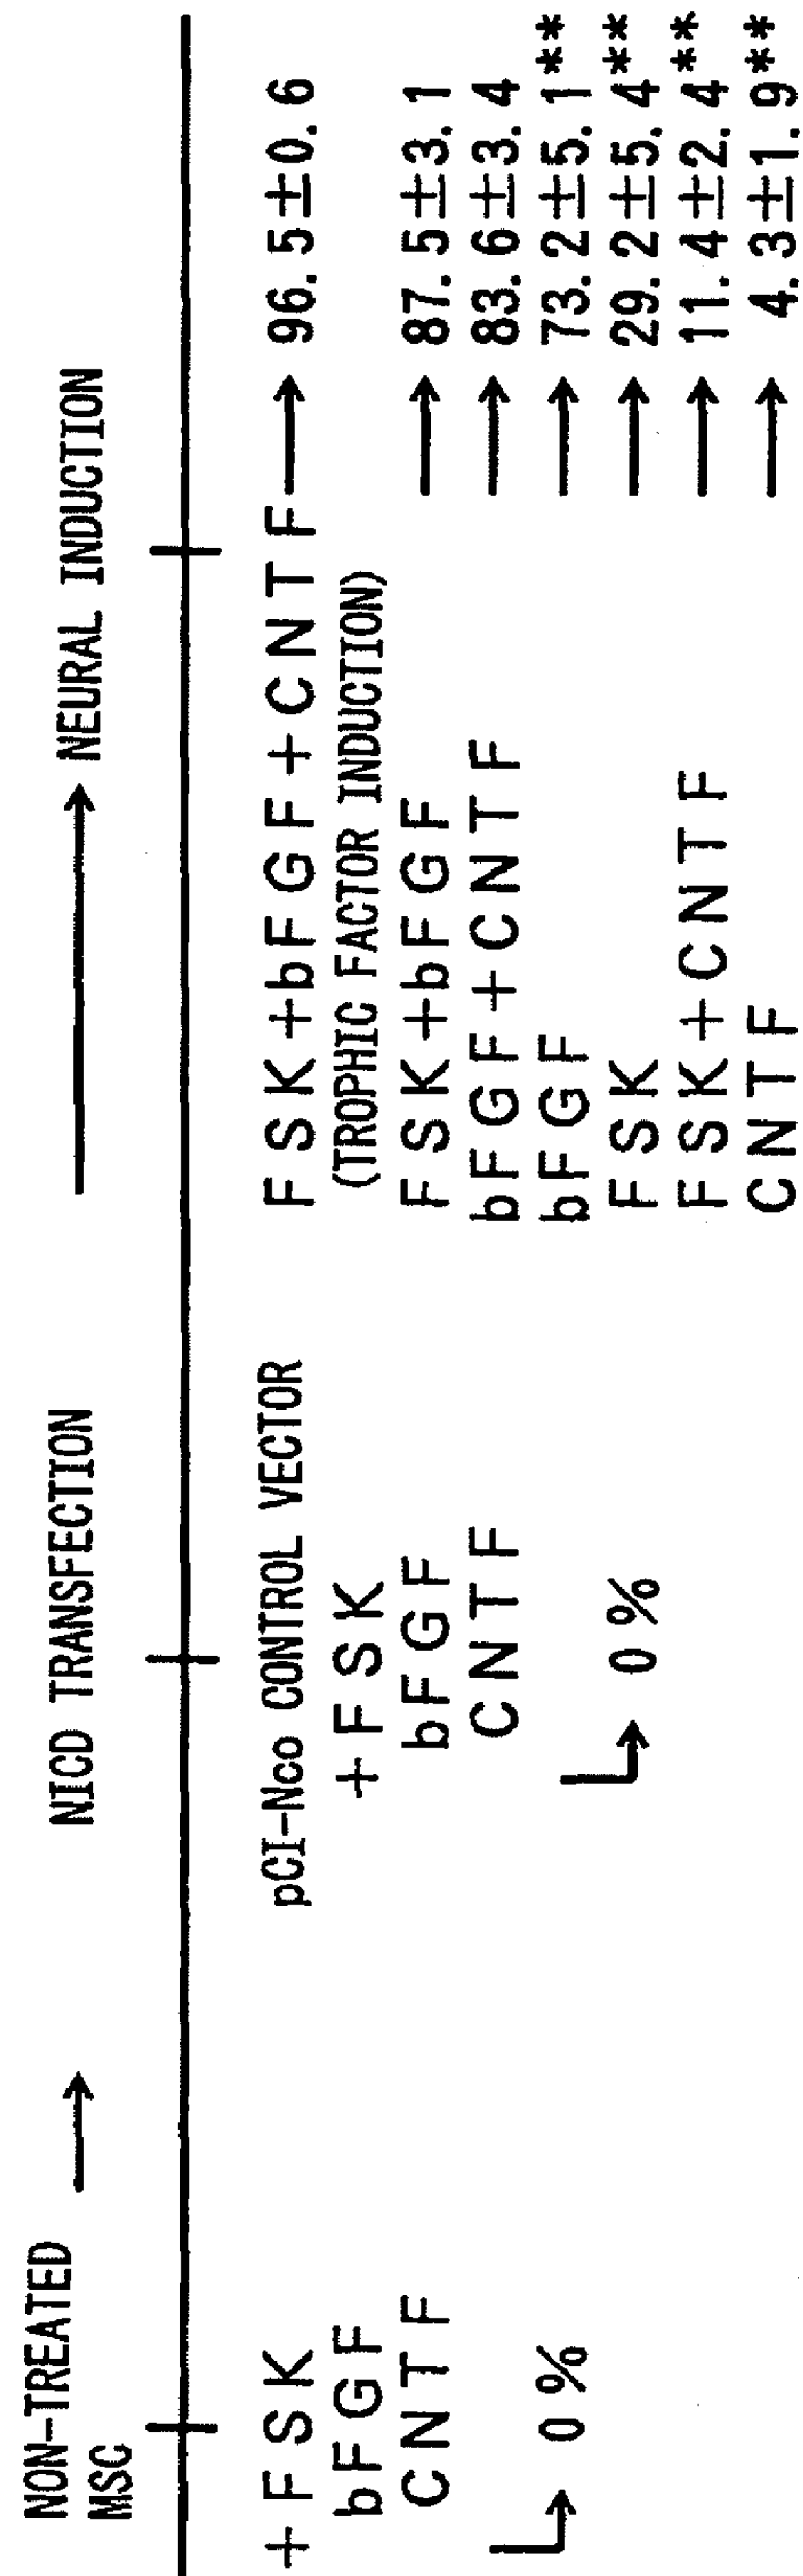 NON-TREATED
MSC
→
NICD TRANSFECTION
→ NEURAL INDUCTION
+FSK
bFGF
CNTF
0%
pCI-Nco CONTROL VECTOR
+FSK
bFGF
CNTF
0%
FSK+bFGF+CNTF → 96.5±0.6
(TROPHIC FACTOR INDUCTION)
FSK+bFGF → 87.5±3.1
bFGF+CNTF → 83.6±3.4
bFGF → 73.2±5.1**
FSK → 29.2±5.4**
FSK+CNTF → 11.4±2.4**
CNTF → 4.3±1.9**